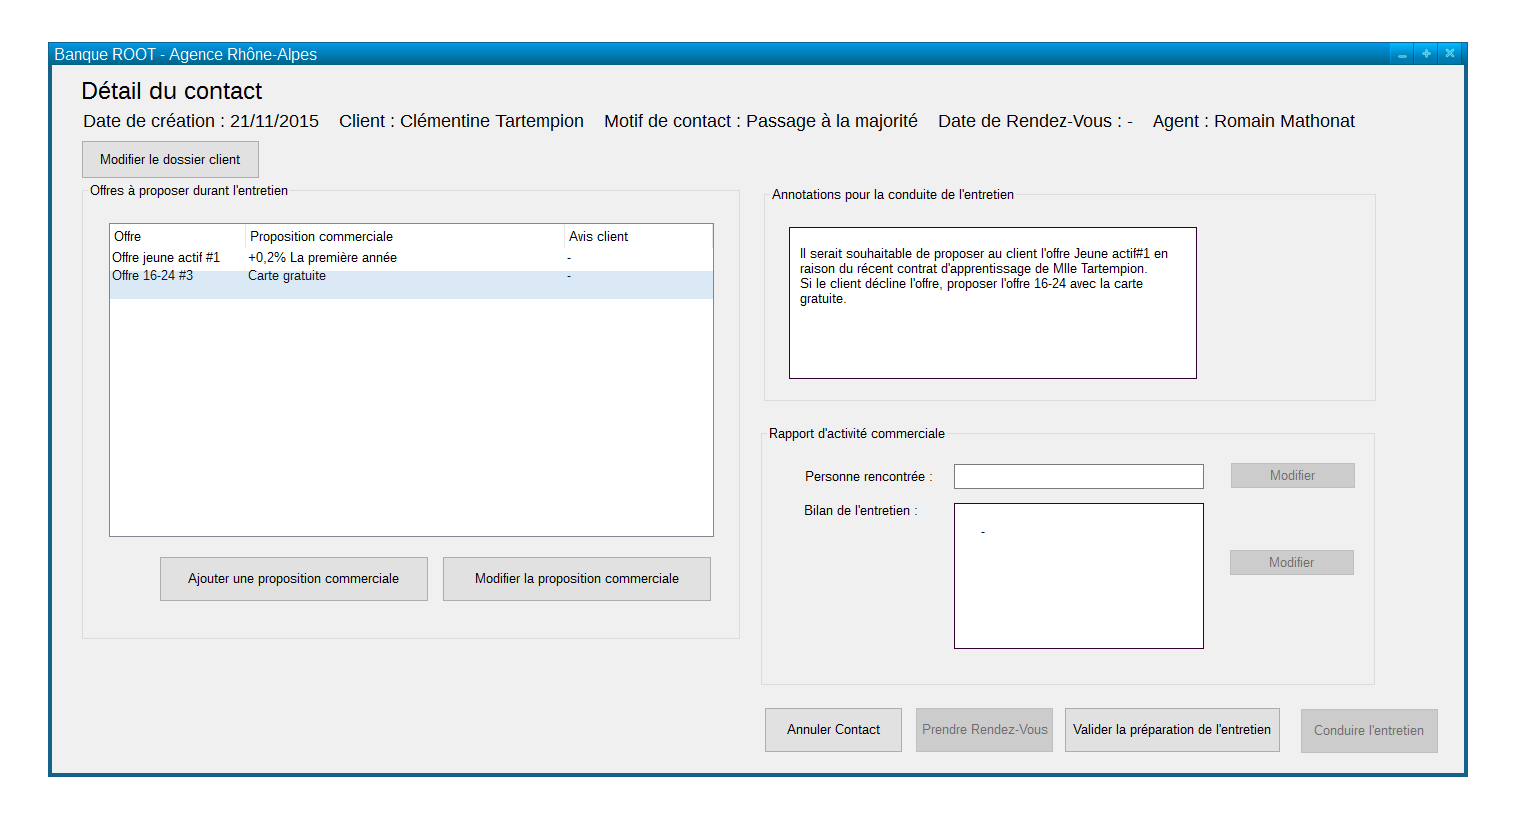 Banque ROOT - Agence Rhône-Alpes
Détail du contact
Date de création : 21/11/2015 Client : Clémentine Tartempion Motif de contact : Passage à la majorité Date de Rendez-Vous : - Agent : Romain Mathonat
Modifier le dossier client
Offres à proposer durant l'entretien
Offre Proposition commerciale Avis client
Offre jeune actif #1 +0,2% La première année -
Offre 16-24 #3 Carte gratuite -
Ajouter une proposition commerciale Modifier la proposition commerciale
Annotations pour la conduite de l'entretien
Il serait souhaitable de proposer au client l'offre Jeune actif#1 en
raison du récent contrat d'apprentissage de Mlle Tartempion.
Si le client décline l'offre, proposer l'offre 16-24 avec la carte
gratuite.
Rapport d'activité commerciale
Personne rencontrée : Modifier
Bilan de l'entretien :
-
Modifier
Annuler Contact Prendre Rendez-Vous Valider la préparation de l'entretien Conduire l'entretien